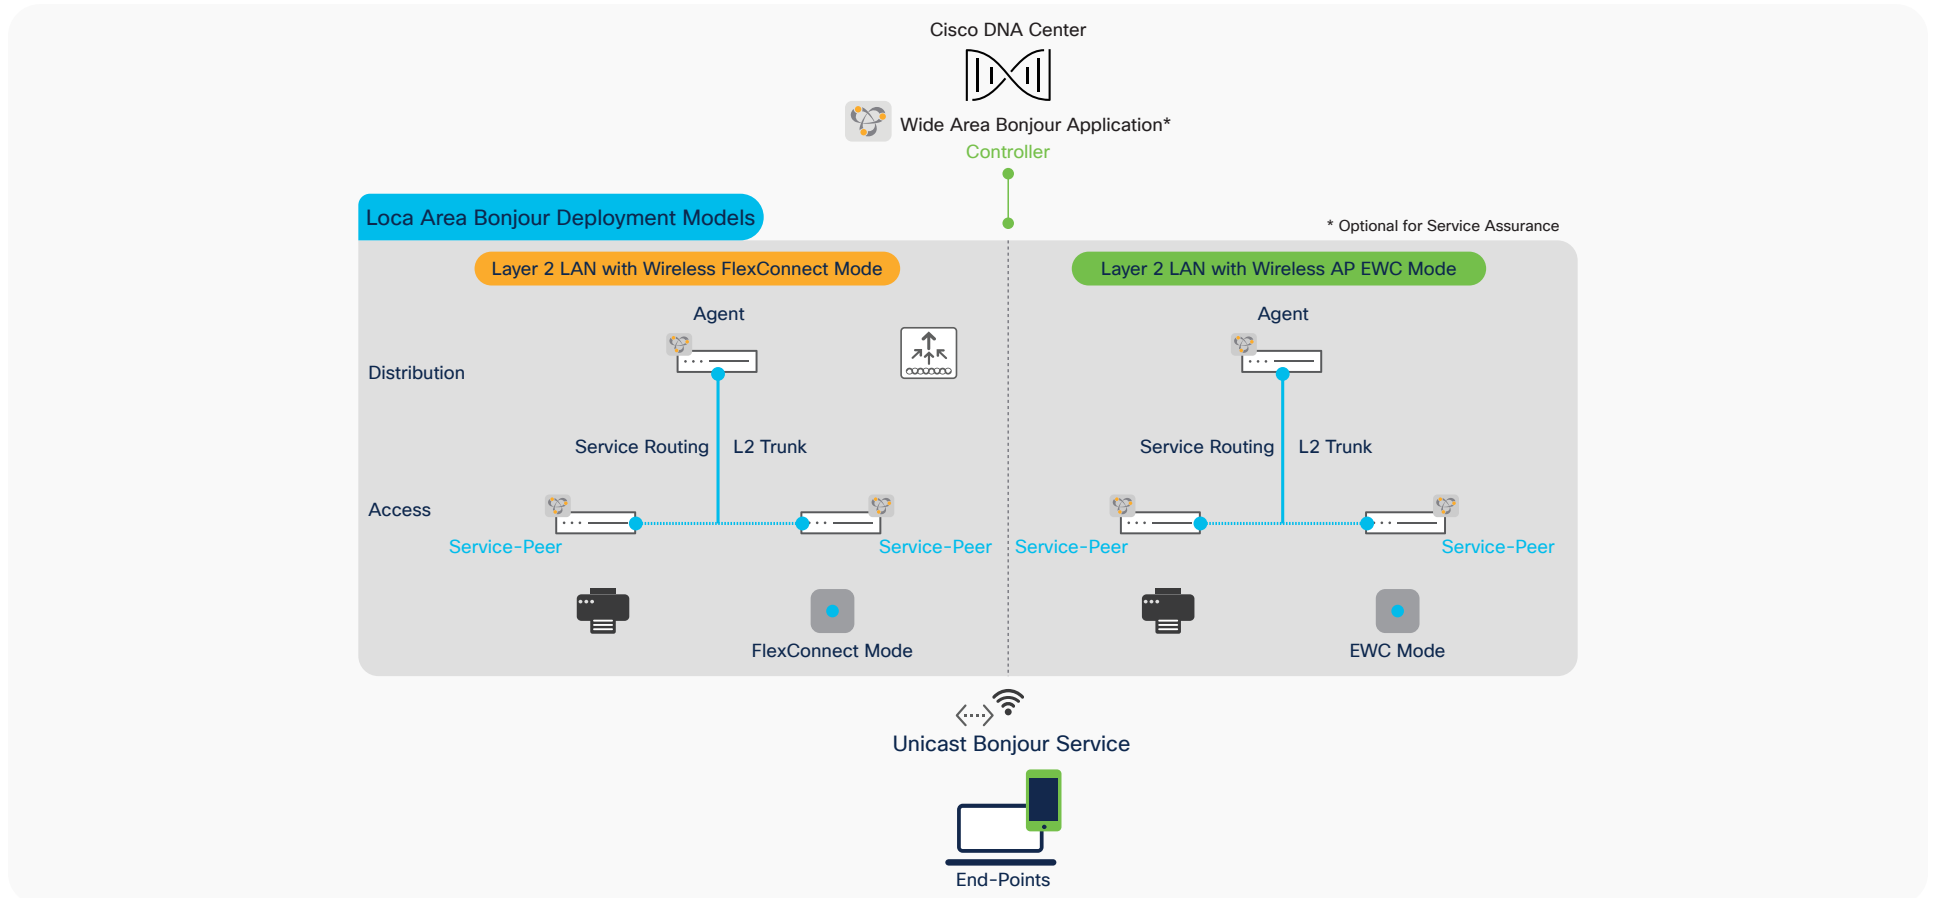 Cisco DNA Center
Wide Area Bonjour Application*
Controller
Loca Area Bonjour Deployment Models
* Optional for Service Assurance
Layer 2 LAN with Wireless FlexConnect Mode
Layer 2 LAN with Wireless AP EWC Mode
Agent
Agent
Distribution
Service Routing
L2 Trunk
Service Routing
L2 Trunk
Access
Service-Peer
Service-Peer
Service-Peer
Service-Peer
FlexConnect Mode
EWC Mode
Unicast Bonjour Service
End-Points